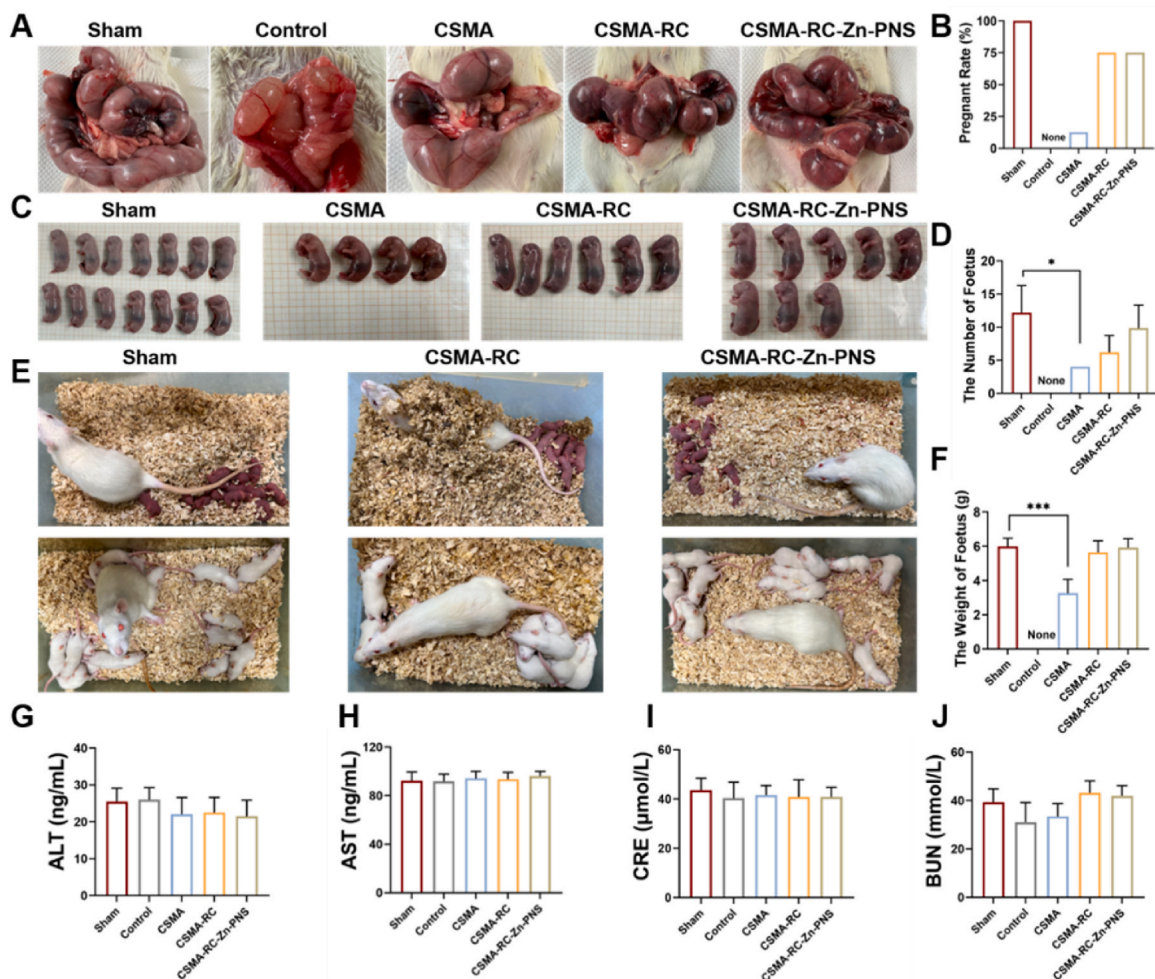 A
Sham
Control
CSMA
CSMA-RC
CSMA-RC-Zn-PNS
B
Pregnant Rate (%)
100
75
50
25
0
None
Sham
Control
CSMA
CSMA-RC
CSMA-RC-Zn-PNS
C
Sham
CSMA
CSMA-RC
CSMA-RC-Zn-PNS
D
The Number of Foetus
20
15
10
5
0
*
None
Sham
Control
CSMA
CSMA-RC
CSMA-RC-Zn-PNS
E
Sham
CSMA-RC
CSMA-RC-Zn-PNS
F
The Weight of Foetus (g)
8
6
4
2
0
***
None
Sham
Control
CSMA
CSMA-RC
CSMA-RC-Zn-PNS
G
ALT (ng/mL)
40
30
20
10
0
Sham
Control
CSMA
CSMA-RC
CSMA-RC-Zn-PNS
H
AST (ng/mL)
120
80
40
0
Sham
Control
CSMA
CSMA-RC
CSMA-RC-Zn-PNS
I
CRE (μmol/L)
60
40
20
0
Sham
Control
CSMA
CSMA-RC
CSMA-RC-Zn-PNS
J
BUN (mmol/L)
60
40
20
0
Sham
Control
CSMA
CSMA-RC
CSMA-RC-Zn-PNS